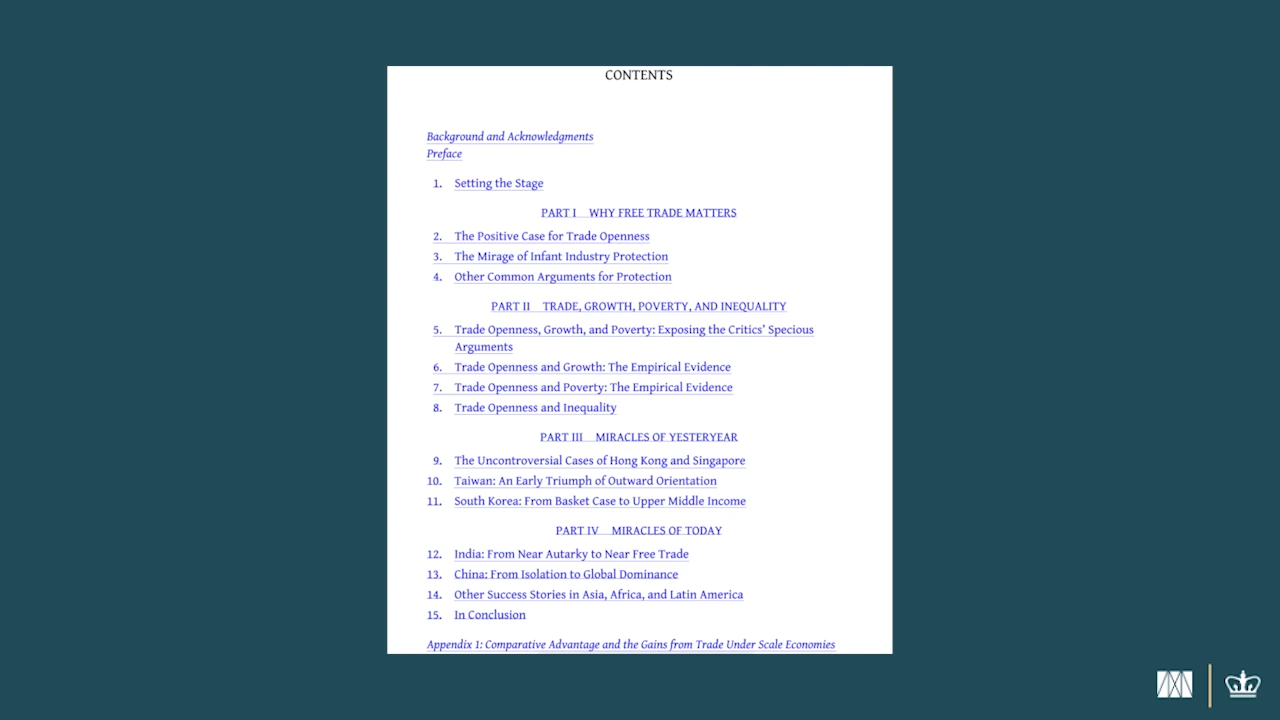 CONTENTS
Background and Acknowledgments
Preface
1. Setting the Stage
PART I WHY FREE TRADE MATTERS
2. The Positive Case for Trade Openness
3. The Mirage of Infant Industry Protection
4. Other Common Arguments for Protection
PART II TRADE, GROWTH, POVERTY, AND INEQUALITY
5. Trade Openness, Growth, and Poverty: Exposing the Critics’ Specious
Arguments
6. Trade Openness and Growth: The Empirical Evidence
7. Trade Openness and Poverty: The Empirical Evidence
8. Trade Openness and Inequality
PART III MIRACLES OF YESTERYEAR
9. The Uncontroversial Cases of Hong Kong and Singapore
10. Taiwan: An Early Triumph of Outward Orientation
11. South Korea: From Basket Case to Upper Middle Income
PART IV MIRACLES OF TODAY
12. India: From Near Autarky to Near Free Trade
13. China: From Isolation to Global Dominance
14. Other Success Stories in Asia, Africa, and Latin America
15. In Conclusion
Appendix 1: Comparative Advantage and the Gains from Trade Under Scale Economies